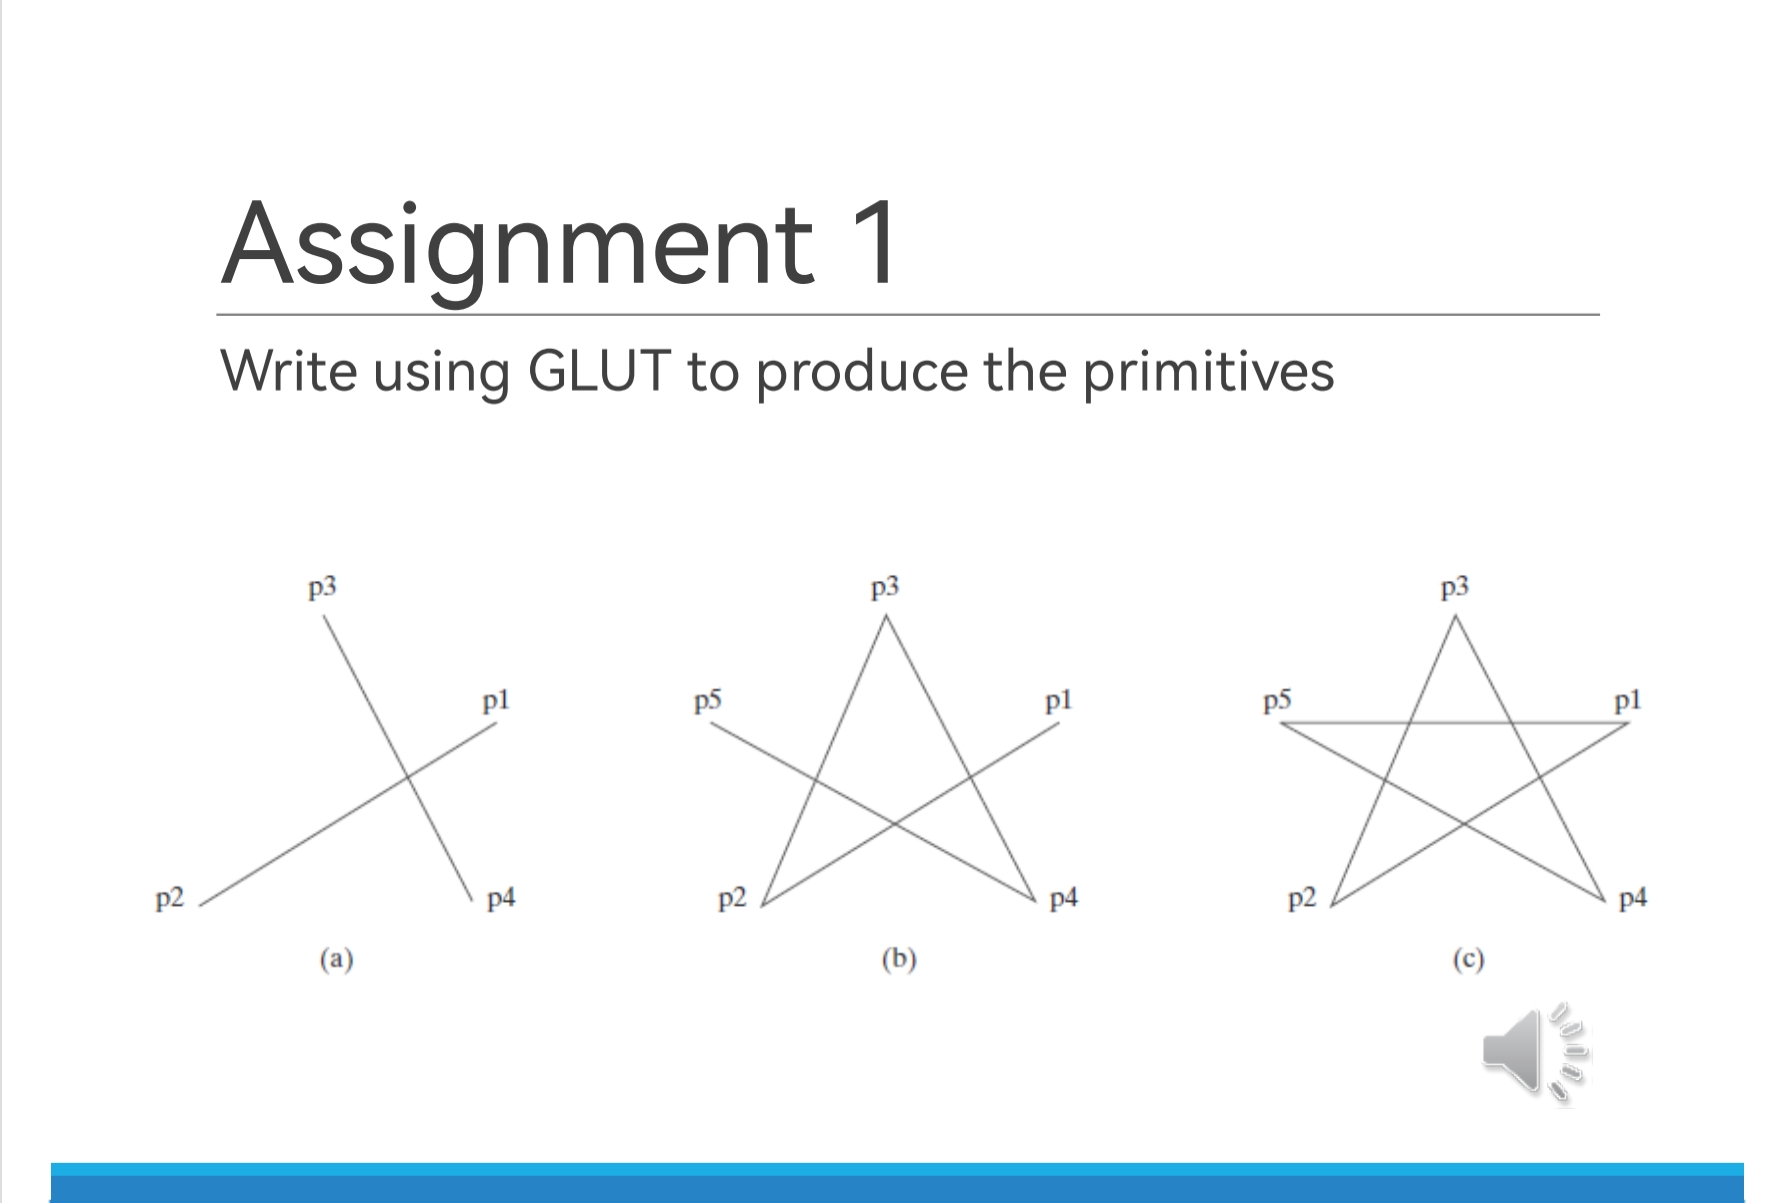 Assignment 1
Write using GLUT to produce the primitives
p3 p3 p3
p1 p5 p1 p5 p1
p2 p4 p2 p4 p2 p4
(a) (b) (c)